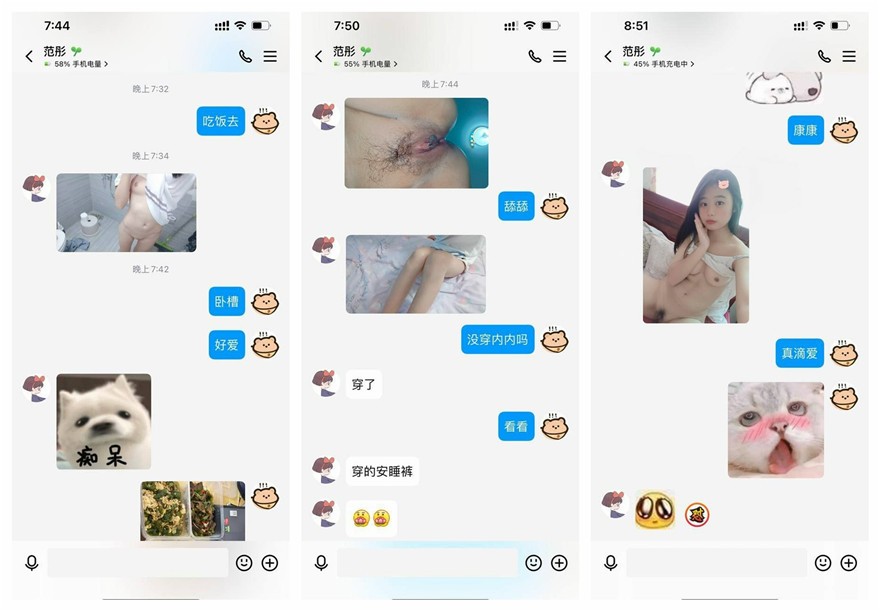 7:44
范彤
58% 手机电量 >
晚上7:32
吃饭去
晚上7:34
晚上7:42
卧槽
好爱
痴呆
7:50
范彤
55% 手机电量 >
晚上7:44
舔舔
没穿内内吗
穿了
看看
穿的安睡裤
8:51
范彤
45% 手机充电中 >
康康
真滴爱